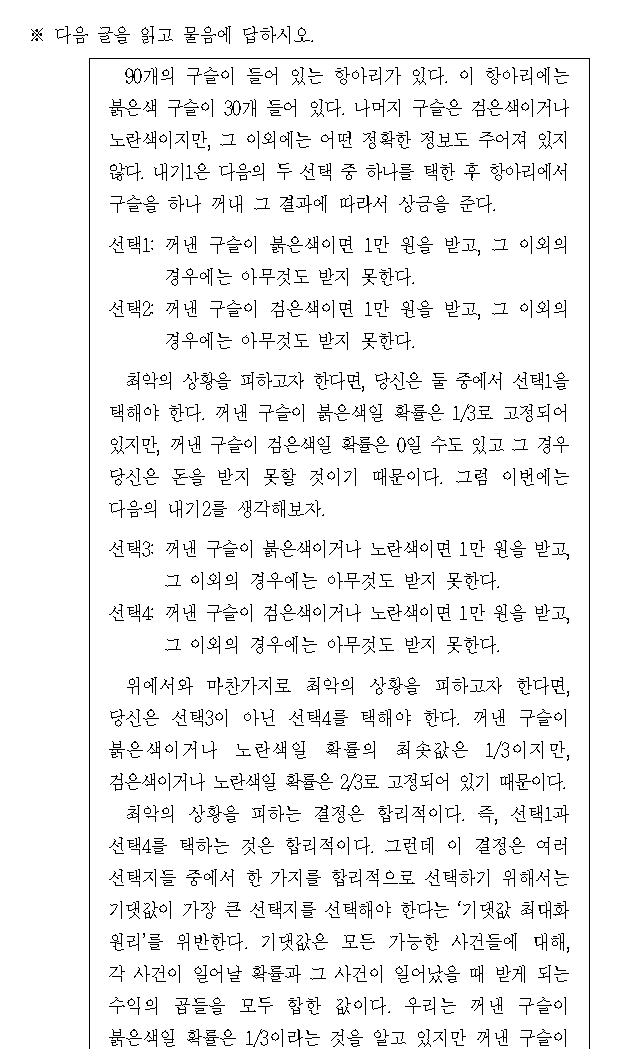 ※ 다음 글을 읽고 물음에 답하시오.
90개의 구슬이 들어 있는 항아리가 있다. 이 항아리에는
붉은색 구슬이 30개 들어 있다. 나머지 구슬은 검은색이거나
노란색이지만, 그 이외에는 어떤 정확한 정보도 주어져 있지
않다. 내기1은 다음의 두 선택 중 하나를 택한 후 항아리에서
구슬을 하나 꺼내 그 결과에 따라서 상금을 준다.
선택1: 꺼낸 구슬이 붉은색이면 1만 원을 받고, 그 이외의
경우에는 아무것도 받지 못한다.
선택2: 꺼낸 구슬이 검은색이면 1만 원을 받고, 그 이외의
경우에는 아무것도 받지 못한다.
최악의 상황을 피하고자 한다면, 당신은 둘 중에서 선택1을
택해야 한다. 꺼낸 구슬이 붉은색일 확률은 1/3로 고정되어
있지만, 꺼낸 구슬이 검은색일 확률은 0일 수도 있고 그 경우
당신은 돈을 받지 못할 것이기 때문이다. 그럼 이번에는
다음의 내기2를 생각해보자.
선택3: 꺼낸 구슬이 붉은색이거나 노란색이면 1만 원을 받고,
그 이외의 경우에는 아무것도 받지 못한다.
선택4: 꺼낸 구슬이 검은색이거나 노란색이면 1만 원을 받고,
그 이외의 경우에는 아무것도 받지 못한다.
위에서와 마찬가지로 최악의 상황을 피하고자 한다면,
당신은 선택3이 아닌 선택4를 택해야 한다. 꺼낸 구슬이
붉은색이거나 노란색일 확률의 최솟값은 1/3이지만,
검은색이거나 노란색일 확률은 2/3로 고정되어 있기 때문이다.
최악의 상황을 피하는 결정은 합리적이다. 즉, 선택1과
선택4를 택하는 것은 합리적이다. 그런데 이 결정은 여러
선택지들 중에서 한 가지를 합리적으로 선택하기 위해서는
기댓값이 가장 큰 선택지를 선택해야 한다는 ‘기댓값 최대화
원리’를 위반한다. 기댓값은 모든 가능한 사건들에 대해,
각 사건이 일어날 확률과 그 사건이 일어났을 때 받게 되는
수익의 곱들을 모두 합한 값이다. 우리는 꺼낸 구슬이
붉은색일 확률은 1/3이라는 것을 알고 있지만 꺼낸 구슬이